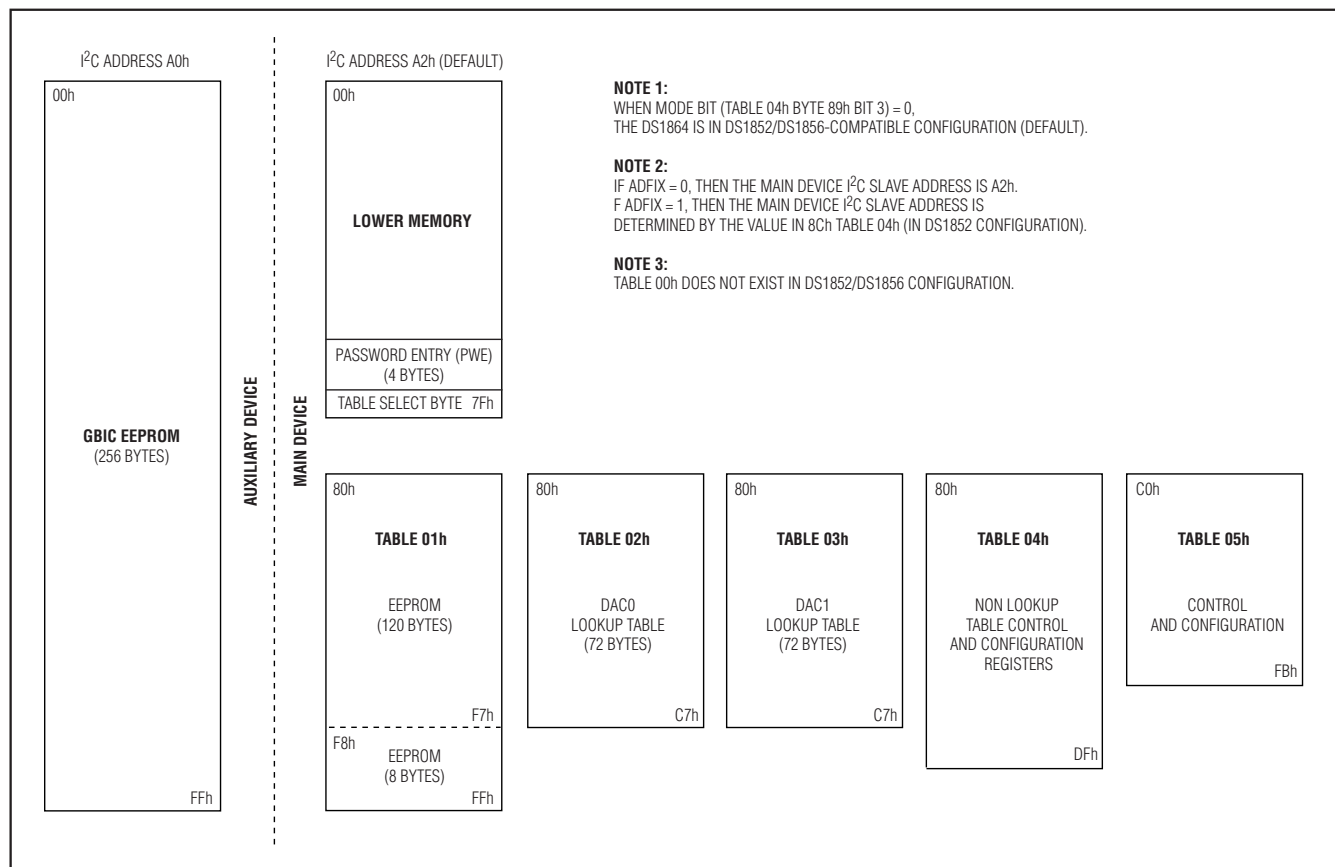 I2C ADDRESS A0h
00h
GBIC EEPROM
(256 BYTES)
FFh
AUXILIARY DEVICE
MAIN DEVICE
I2C ADDRESS A2h (DEFAULT)
00h
LOWER MEMORY
PASSWORD ENTRY (PWE)
(4 BYTES)
TABLE SELECT BYTE 7Fh
NOTE 1:
WHEN MODE BIT (TABLE 04h BYTE 89h BIT 3) = 0,
THE DS1864 IS IN DS1852/DS1856-COMPATIBLE CONFIGURATION (DEFAULT).
NOTE 2:
IF ADFIX = 0, THEN THE MAIN DEVICE I2C SLAVE ADDRESS IS A2h.
F ADFIX = 1, THEN THE MAIN DEVICE I2C SLAVE ADDRESS IS
DETERMINED BY THE VALUE IN 8Ch TABLE 04h (IN DS1852 CONFIGURATION).
NOTE 3:
TABLE 00h DOES NOT EXIST IN DS1852/DS1856 CONFIGURATION.
80h
TABLE 01h
EEPROM
(120 BYTES)
F7h
F8h
EEPROM
(8 BYTES)
FFh
80h
TABLE 02h
DAC0
LOOKUP TABLE
(72 BYTES)
C7h
80h
TABLE 03h
DAC1
LOOKUP TABLE
(72 BYTES)
C7h
80h
TABLE 04h
NON LOOKUP
TABLE CONTROL
AND CONFIGURATION
REGISTERS
DFh
C0h
TABLE 05h
CONTROL
AND CONFIGURATION
FBh